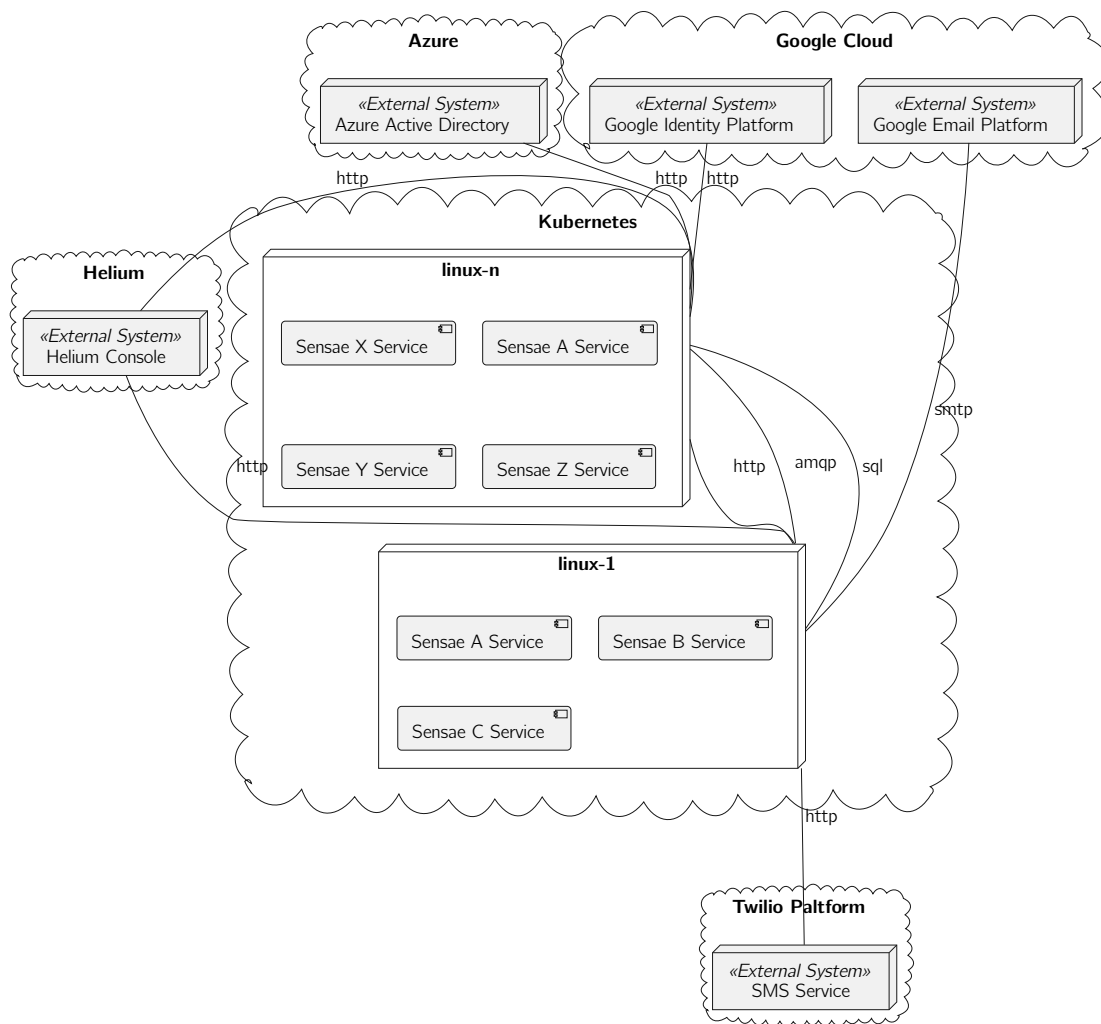 Azure
Google Cloud
«External System»
Azure Active Directory
«External System»
Google Identity Platform
«External System»
Google Email Platform
http
http
http
Kubernetes
linux-n
Helium
«External System»
Helium Console
Sensae X Service
Sensae A Service
smtp
http
Sensae Y Service
Sensae Z Service
http
amqp
sql
linux-1
Sensae A Service
Sensae B Service
Sensae C Service
http
Twilio Paltform
«External System»
SMS Service